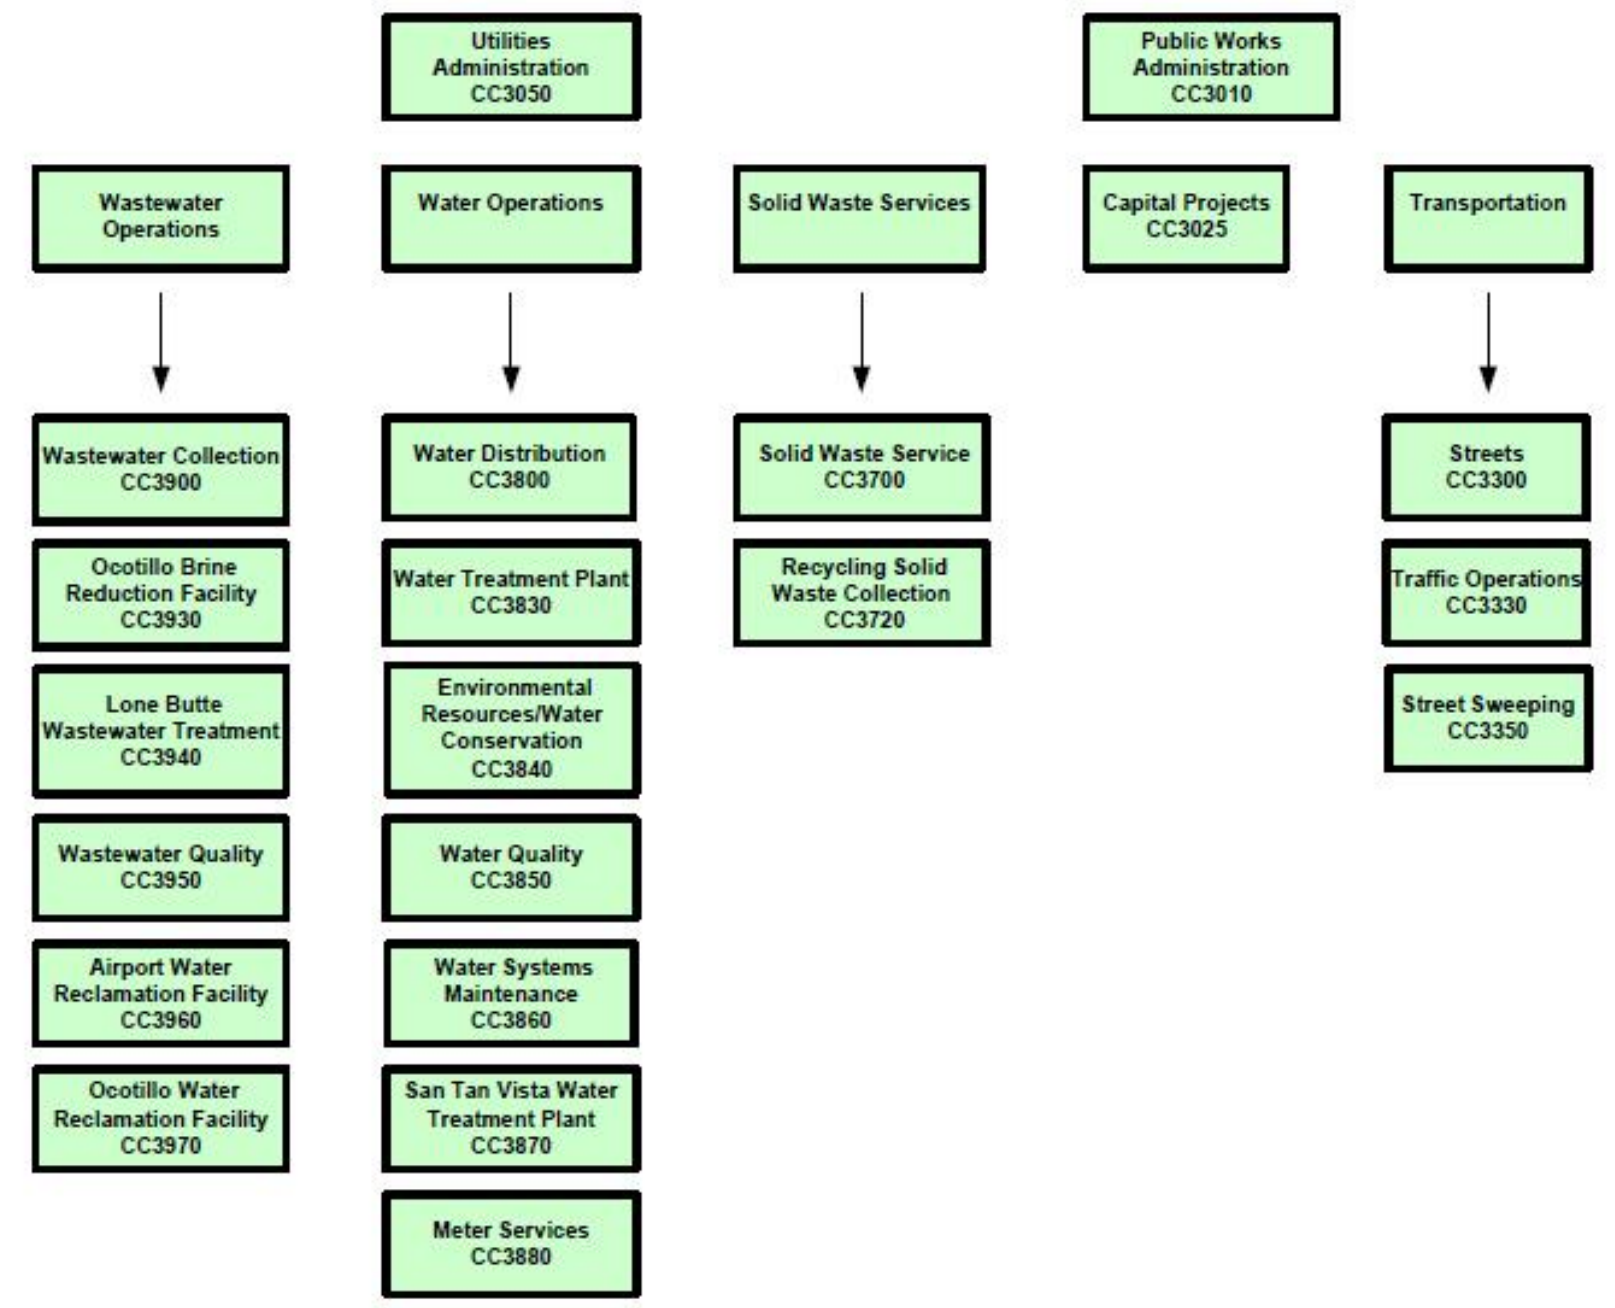 Utilities
Administration
CC3050
Public Works
Administration
CC3010
Wastewater
Operations
Water Operations
Solid Waste Services
Capital Projects
CC3025
Transportation
Wastewater Collection
CC3900
Ocotillo Brine
Reduction Facility
CC3930
Lone Butte
Wastewater Treatment
CC3940
Wastewater Quality
CC3950
Airport Water
Reclamation Facility
CC3960
Ocotillo Water
Reclamation Facility
CC3970
Water Distribution
CC3800
Water Treatment Plant
CC3830
Environmental
Resources/Water
Conservation
CC3840
Water Quality
CC3850
Water Systems
Maintenance
CC3860
San Tan Vista Water
Treatment Plant
CC3870
Meter Services
CC3880
Solid Waste Service
CC3700
Recycling Solid
Waste Collection
CC3720
Streets
CC3300
Traffic Operations
CC3330
Street Sweeping
CC3350